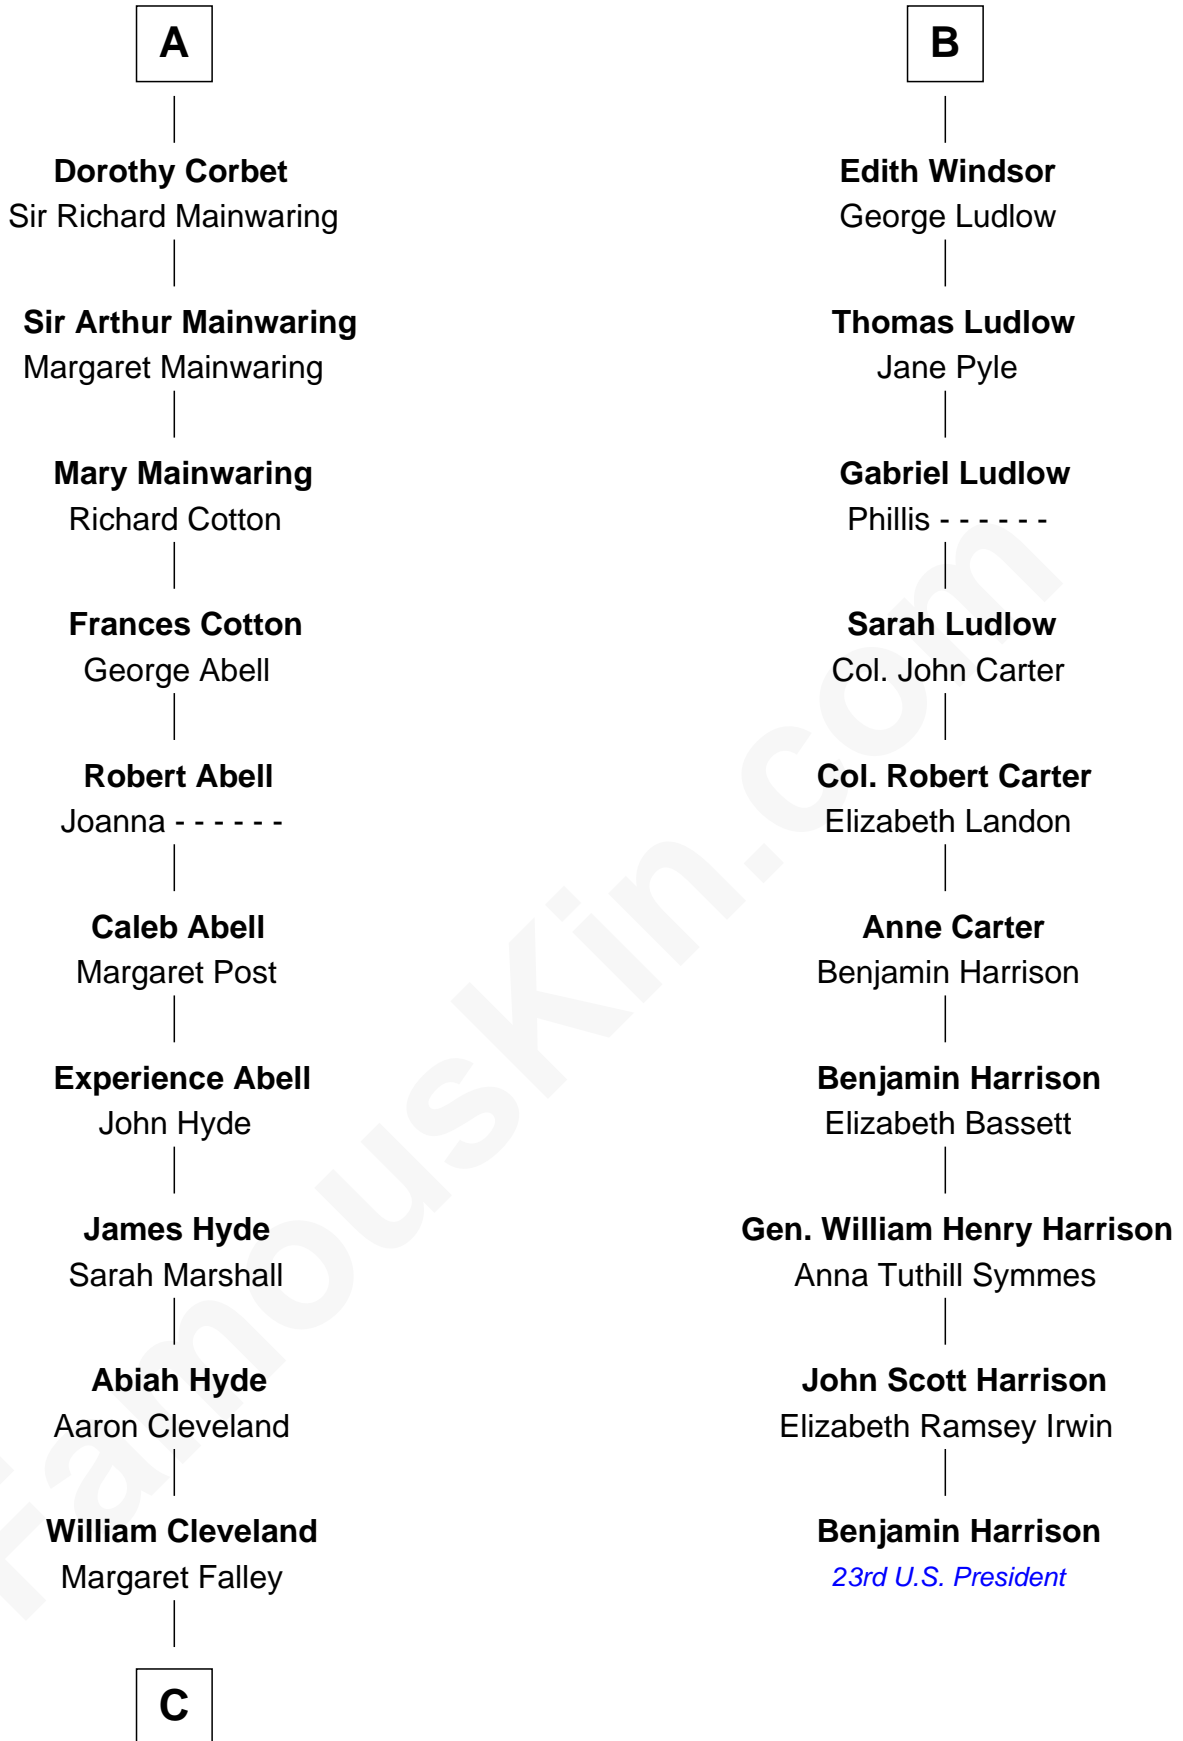 A
Dorothy Corbet
Sir Richard Mainwaring
Sir Arthur Mainwaring
Margaret Mainwaring
Mary Mainwaring
Richard Cotton
Frances Cotton
George Abell
Robert Abell
Joanna - - - - - -
Caleb Abell
Margaret Post
Experience Abell
John Hyde
James Hyde
Sarah Marshall
Abiah Hyde
Aaron Cleveland
William Cleveland
Margaret Falley
C
B
Edith Windsor
George Ludlow
Thomas Ludlow
Jane Pyle
Gabriel Ludlow
Phillis - - - - - -
Sarah Ludlow
Col. John Carter
Col. Robert Carter
Elizabeth Landon
Anne Carter
Benjamin Harrison
Benjamin Harrison
Elizabeth Bassett
Gen. William Henry Harrison
Anna Tuthill Symmes
John Scott Harrison
Elizabeth Ramsey Irwin
Benjamin Harrison
23rd U.S. President
FamousKin.com